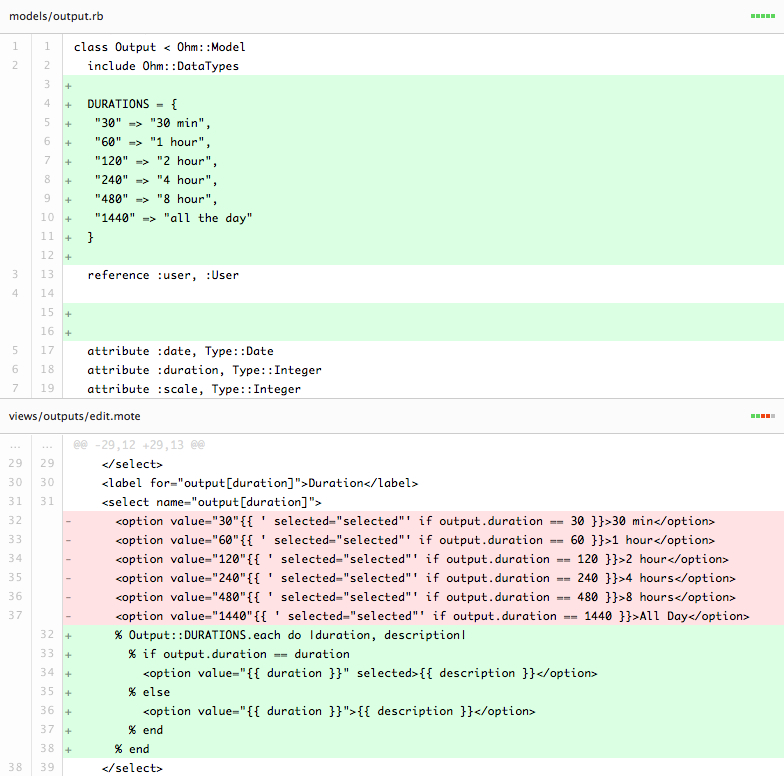 models/output.rb
1 1 class Output < Ohm::Model
2 2 include Ohm::DataTypes
3 +
4 + DURATIONS = {
5 + "30" => "30 min",
6 + "60" => "1 hour",
7 + "120" => "2 hour",
8 + "240" => "4 hour",
9 + "480" => "8 hour",
10 + "1440" => "all the day"
11 + }
12 +
3 13 reference :user, :User
4 14
15 +
16 +
5 17 attribute :date, Type::Date
6 18 attribute :duration, Type::Integer
7 19 attribute :scale, Type::Integer
views/outputs/edit.mote
... ... @@ -29,12 +29,13 @@
29 29 </select>
30 30 <label for="output[duration]">Duration</label>
31 31 <select name="output[duration]">
32 - <option value="30"{{ ' selected="selected"' if output.duration == 30 }}>30 min</option>
33 - <option value="60"{{ ' selected="selected"' if output.duration == 60 }}>1 hour</option>
34 - <option value="120"{{ ' selected="selected"' if output.duration == 120 }}>2 hour</option>
35 - <option value="240"{{ ' selected="selected"' if output.duration == 240 }}>4 hours</option>
36 - <option value="480"{{ ' selected="selected"' if output.duration == 480 }}>8 hours</option>
37 - <option value="1440"{{ ' selected="selected"' if output.duration == 1440 }}>All Day</option>
32 + % Output::DURATIONS.each do |duration, description|
33 + % if output.duration == duration
34 + <option value="{{ duration }}" selected>{{ description }}</option>
35 + % else
36 + <option value="{{ duration }}">{{ description }}</option>
37 + % end
38 + % end
38 39 </select>